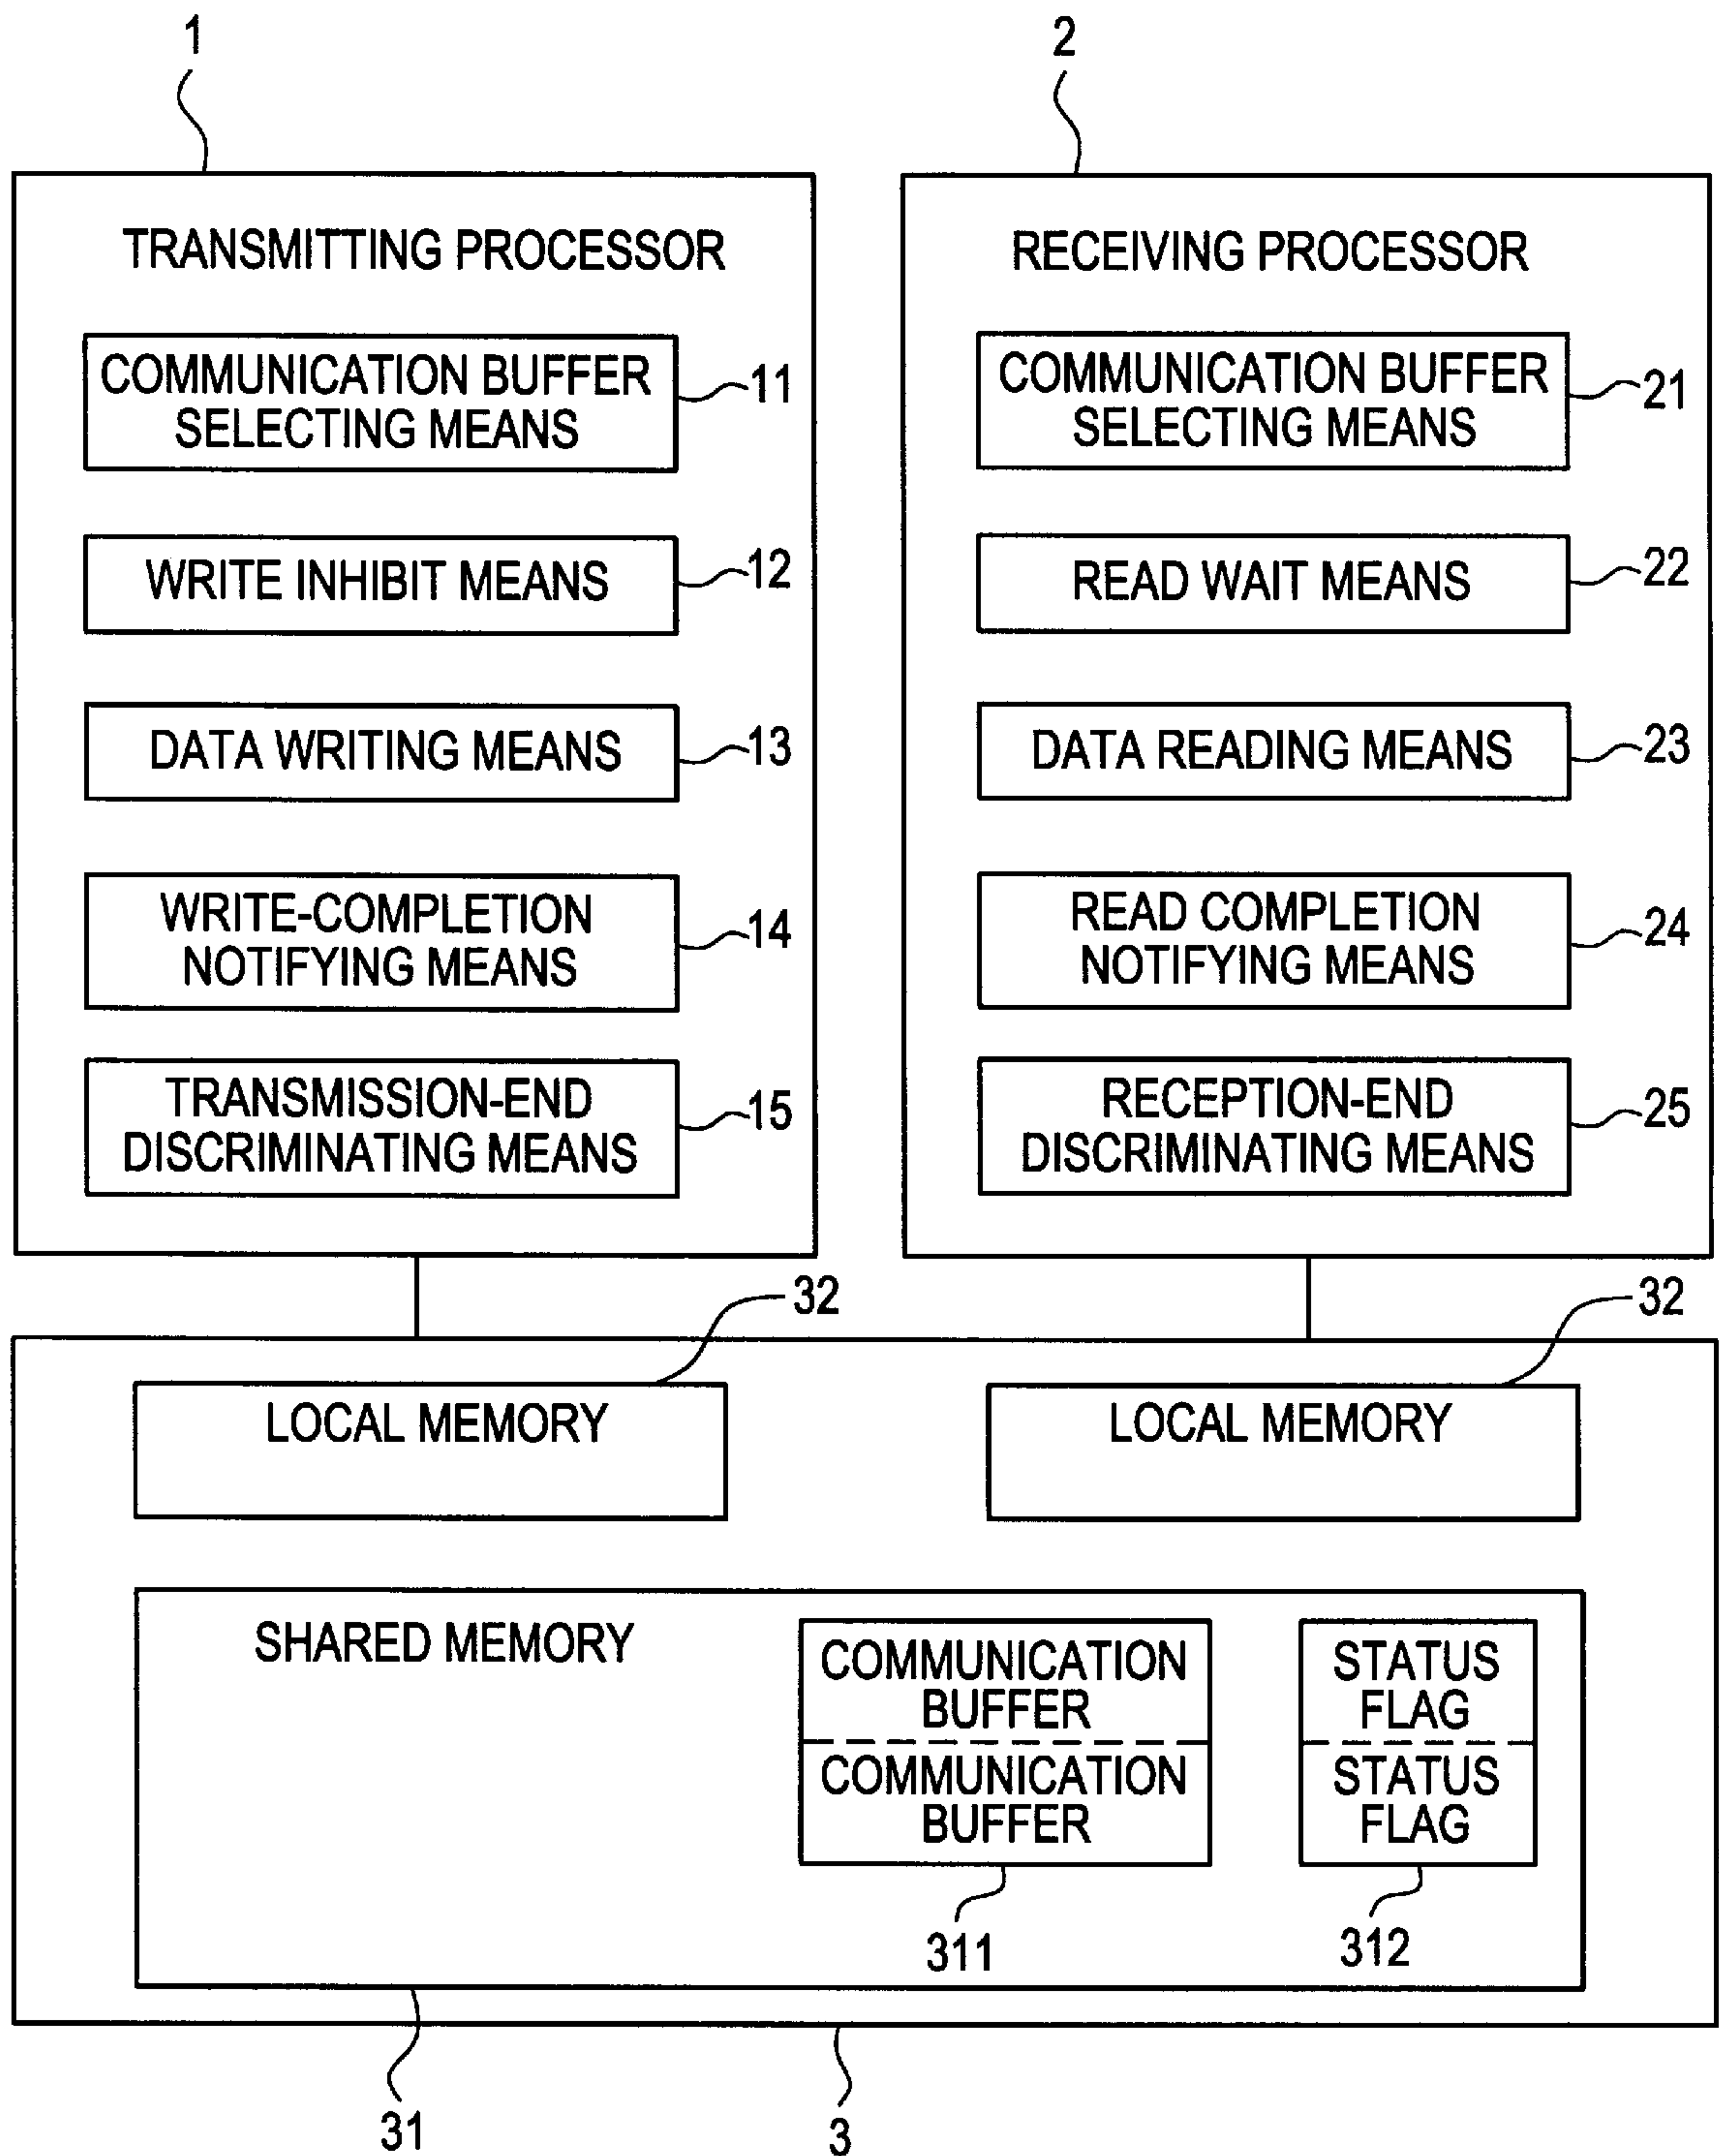 1
2
TRANSMITTING PROCESSOR
COMMUNICATION BUFFER
SELECTING MEANS
11
WRITE INHIBIT MEANS
12
DATA WRITING MEANS
13
WRITE-COMPLETION
NOTIFYING MEANS
14
TRANSMISSION-END
DISCRIMINATING MEANS
15
RECEIVING PROCESSOR
COMMUNICATION BUFFER
SELECTING MEANS
21
READ WAIT MEANS
22
DATA READING MEANS
23
READ COMPLETION
NOTIFYING MEANS
24
RECEPTION-END
DISCRIMINATING MEANS
25
32
32
LOCAL MEMORY
LOCAL MEMORY
SHARED MEMORY
COMMUNICATION
BUFFER
COMMUNICATION
BUFFER
STATUS
FLAG
STATUS
FLAG
311
312
31
3